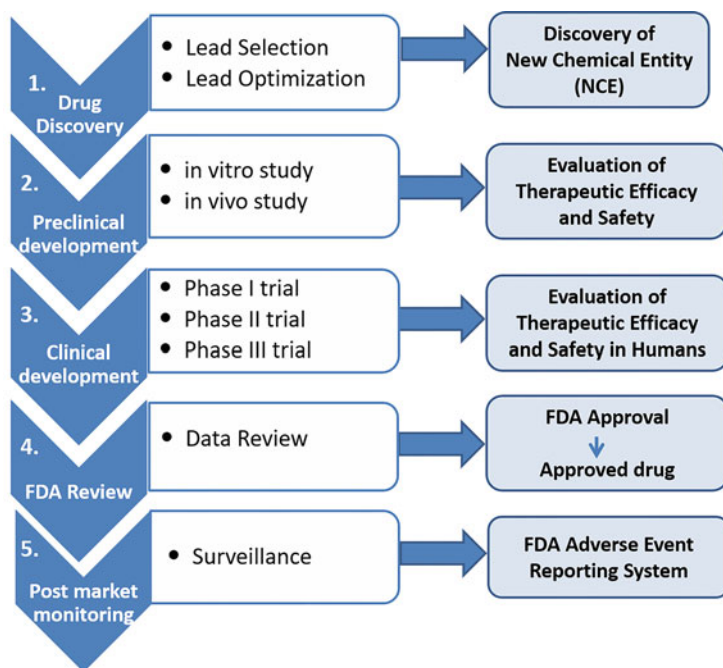 1.
Drug
Discovery
• Lead Selection
• Lead Optimization
Discovery of
New Chemical Entity
(NCE)
2.
Preclinical
development
• in vitro study
• in vivo study
Evaluation of
Therapeutic Efficacy
and Safety
3.
Clinical
development
• Phase I trial
• Phase II trial
• Phase III trial
Evaluation of
Therapeutic Efficacy
and Safety in Humans
4.
FDA Review
• Data Review
FDA Approval
Approved drug
5.
Post market
monitoring
• Surveillance
FDA Adverse Event
Reporting System